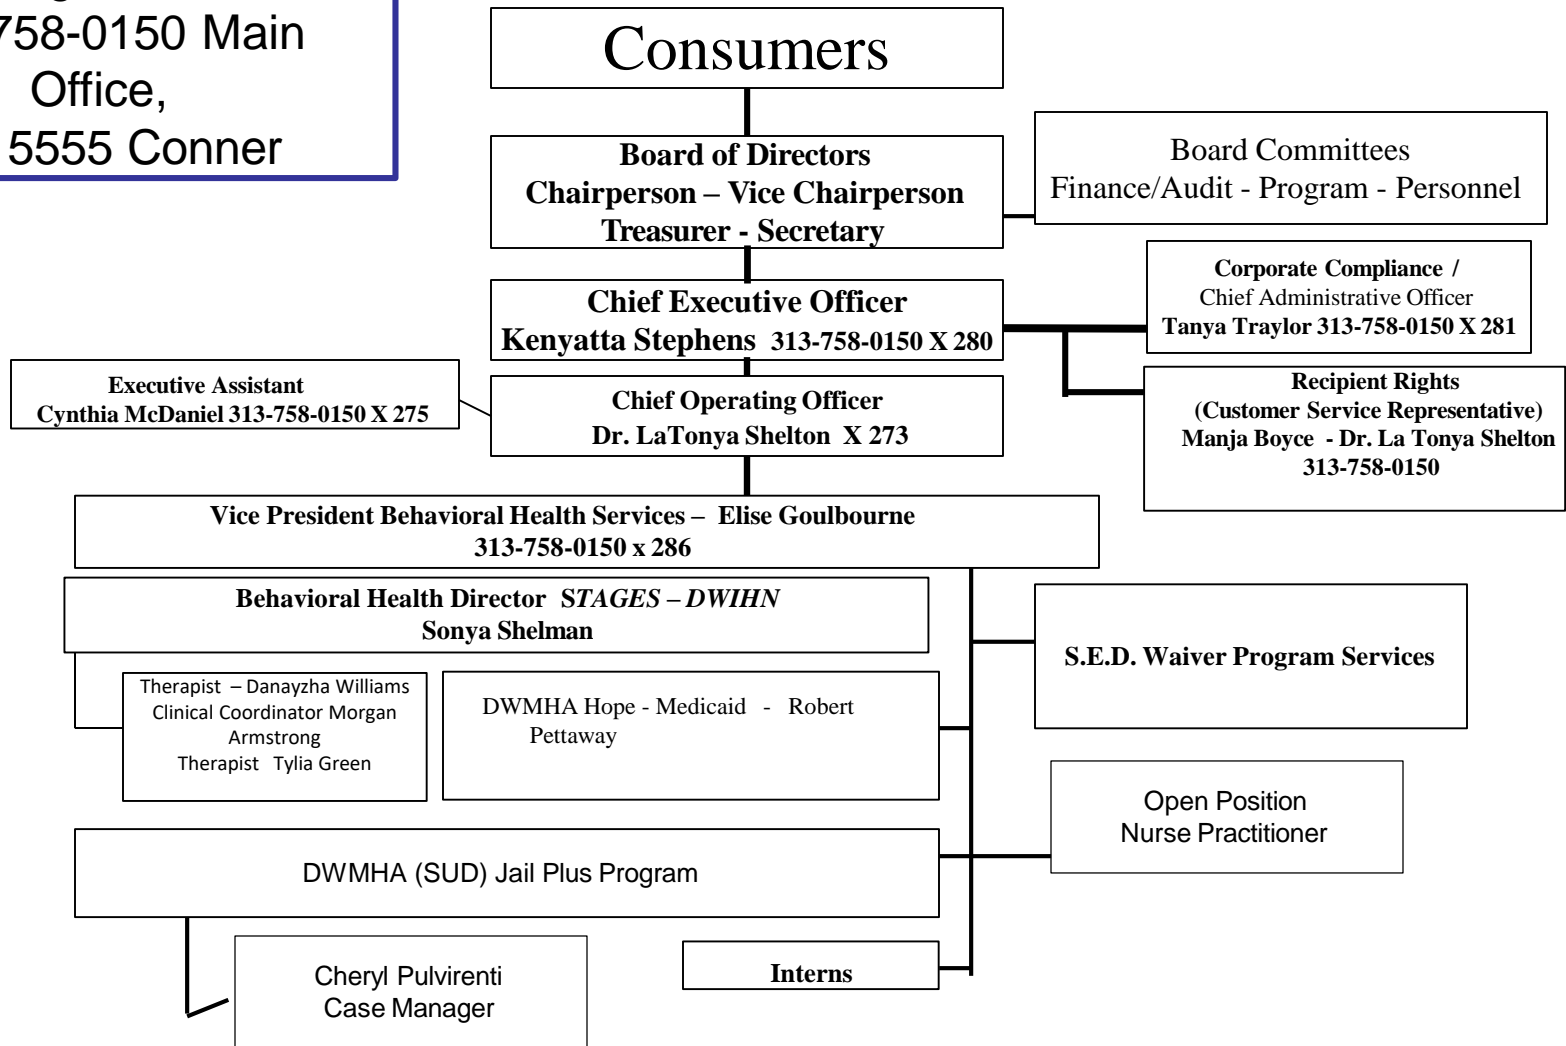 758-0150 Main
Office,
5555 Conner
Consumers
Board of Directors
Chairperson – Vice Chairperson
Treasurer - Secretary
Board Committees
Finance/Audit - Program - Personnel
Chief Executive Officer
Kenyatta Stephens 313-758-0150 X 280
Corporate Compliance /
Chief Administrative Officer
Tanya Traylor 313-758-0150 X 281
Executive Assistant
Cynthia McDaniel 313-758-0150 X 275
Chief Operating Officer
Dr. LaTonya Shelton X 273
Recipient Rights
(Customer Service Representative)
Manja Boyce - Dr. La Tonya Shelton
313-758-0150
Vice President Behavioral Health Services – Elise Goulbourne
313-758-0150 x 286
Behavioral Health Director STAGES – DWIHN
Sonya Shelman
S.E.D. Waiver Program Services
Therapist – Danayzha Williams
Clinical Coordinator Morgan
Armstrong
Therapist Tylia Green
DWMHA Hope - Medicaid - Robert
Pettaway
Open Position
Nurse Practitioner
DWMHA (SUD) Jail Plus Program
Cheryl Pulvirenti
Case Manager
Interns